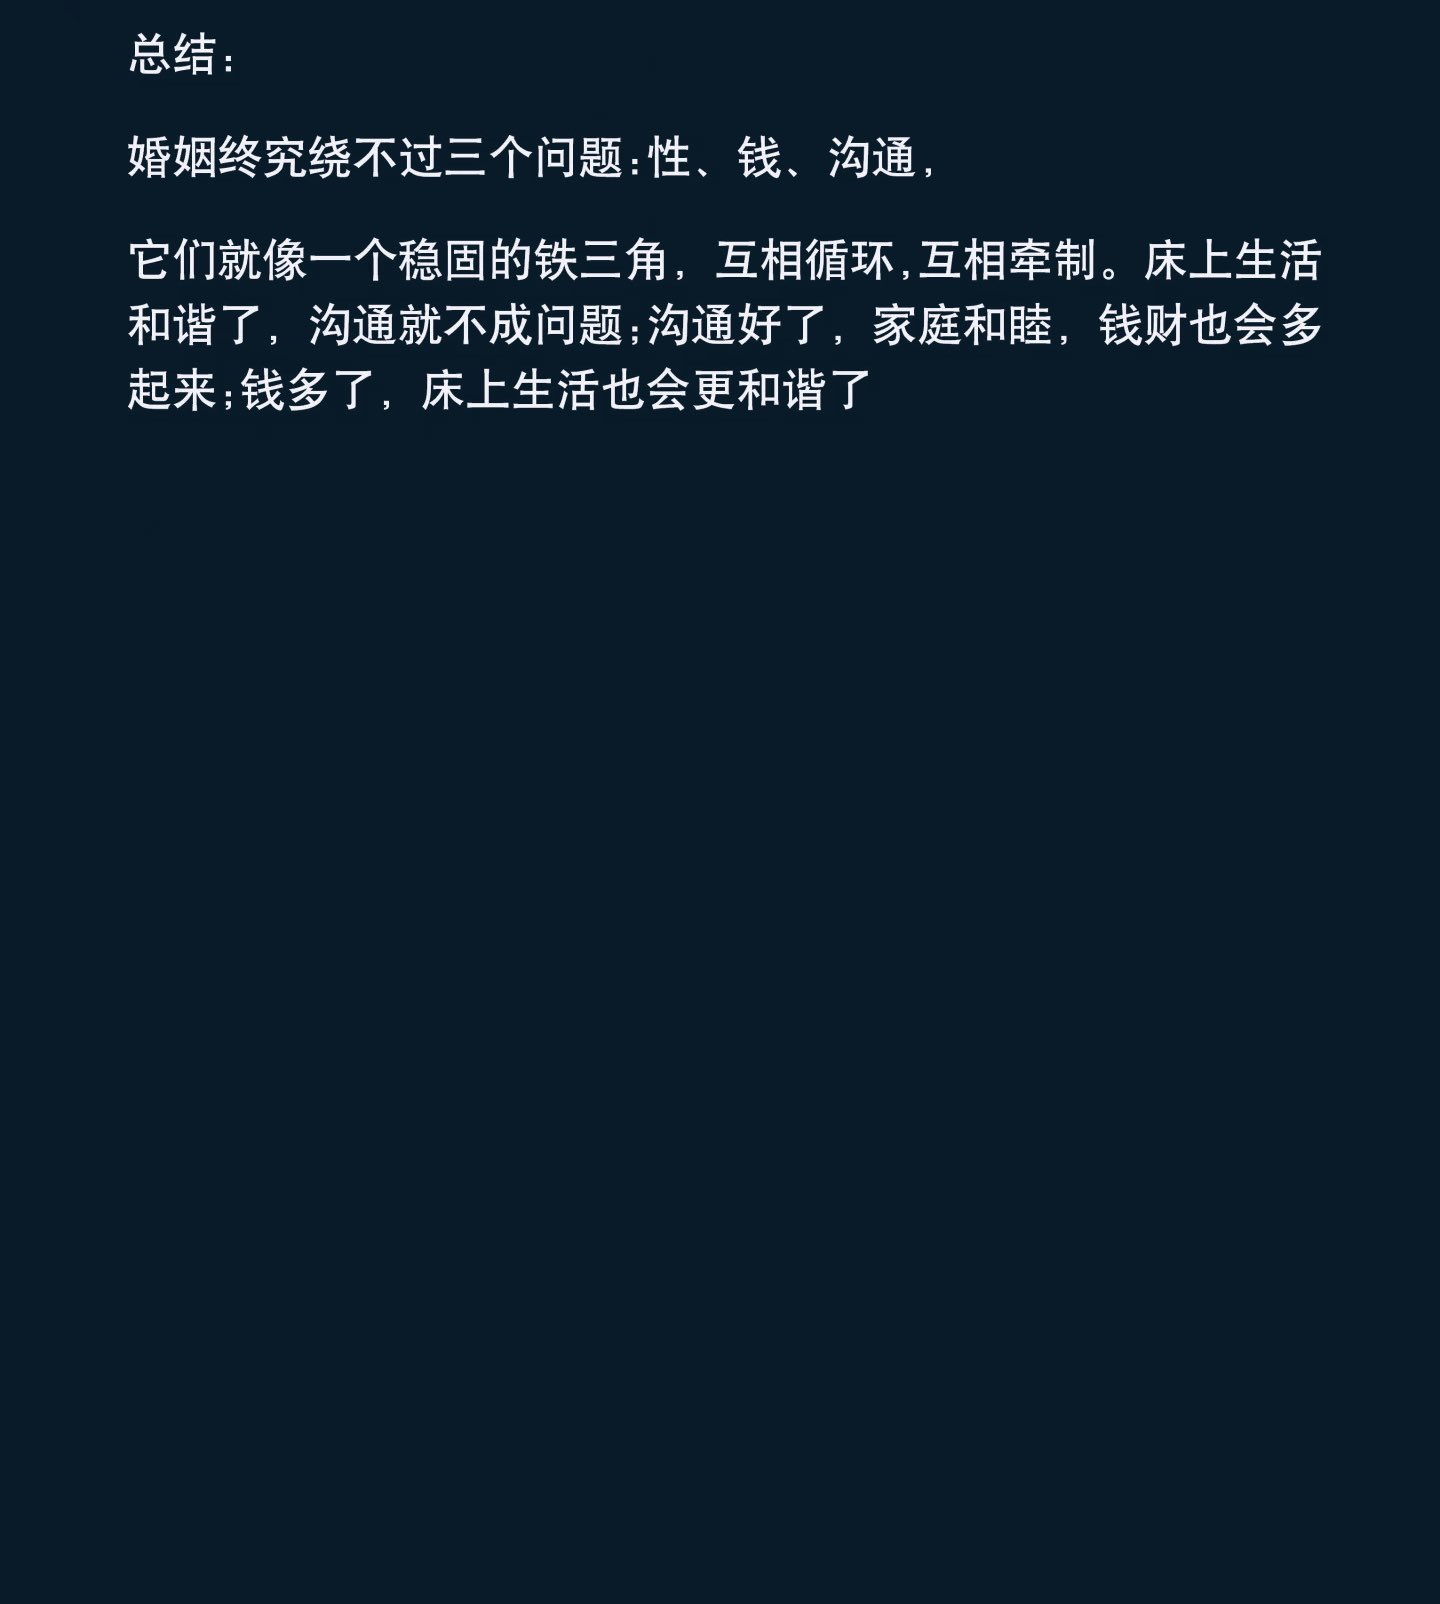 总结：
婚姻终究绕不过三个问题:性、钱、沟通，
它们就像一个稳固的铁三角，互相循环,互相牵制。床上生活
和谐了，沟通就不成问题;沟通好了，家庭和睦，钱财也会多
起来;钱多了，床上生活也会更和谐了